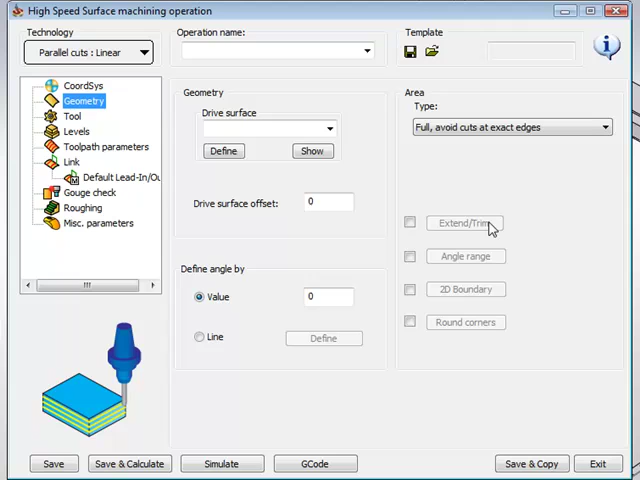 High Speed Surface machining operation
Technology
Parallel cuts : Linear
Operation name:
Template
CoordSys
Geometry
Tool
Levels
Toolpath parameters
Link
Default Lead-In/Ou
Gouge check
Roughing
Misc. parameters
Geometry
Drive surface
Define
Show
Drive surface offset:
0
Define angle by
Value
0
Line
Define
Area
Type:
Full, avoid cuts at exact edges
Extend/Trim
Angle range
2D Boundary
Round corners
Save
Save & Calculate
Simulate
GCode
Save & Copy
Exit